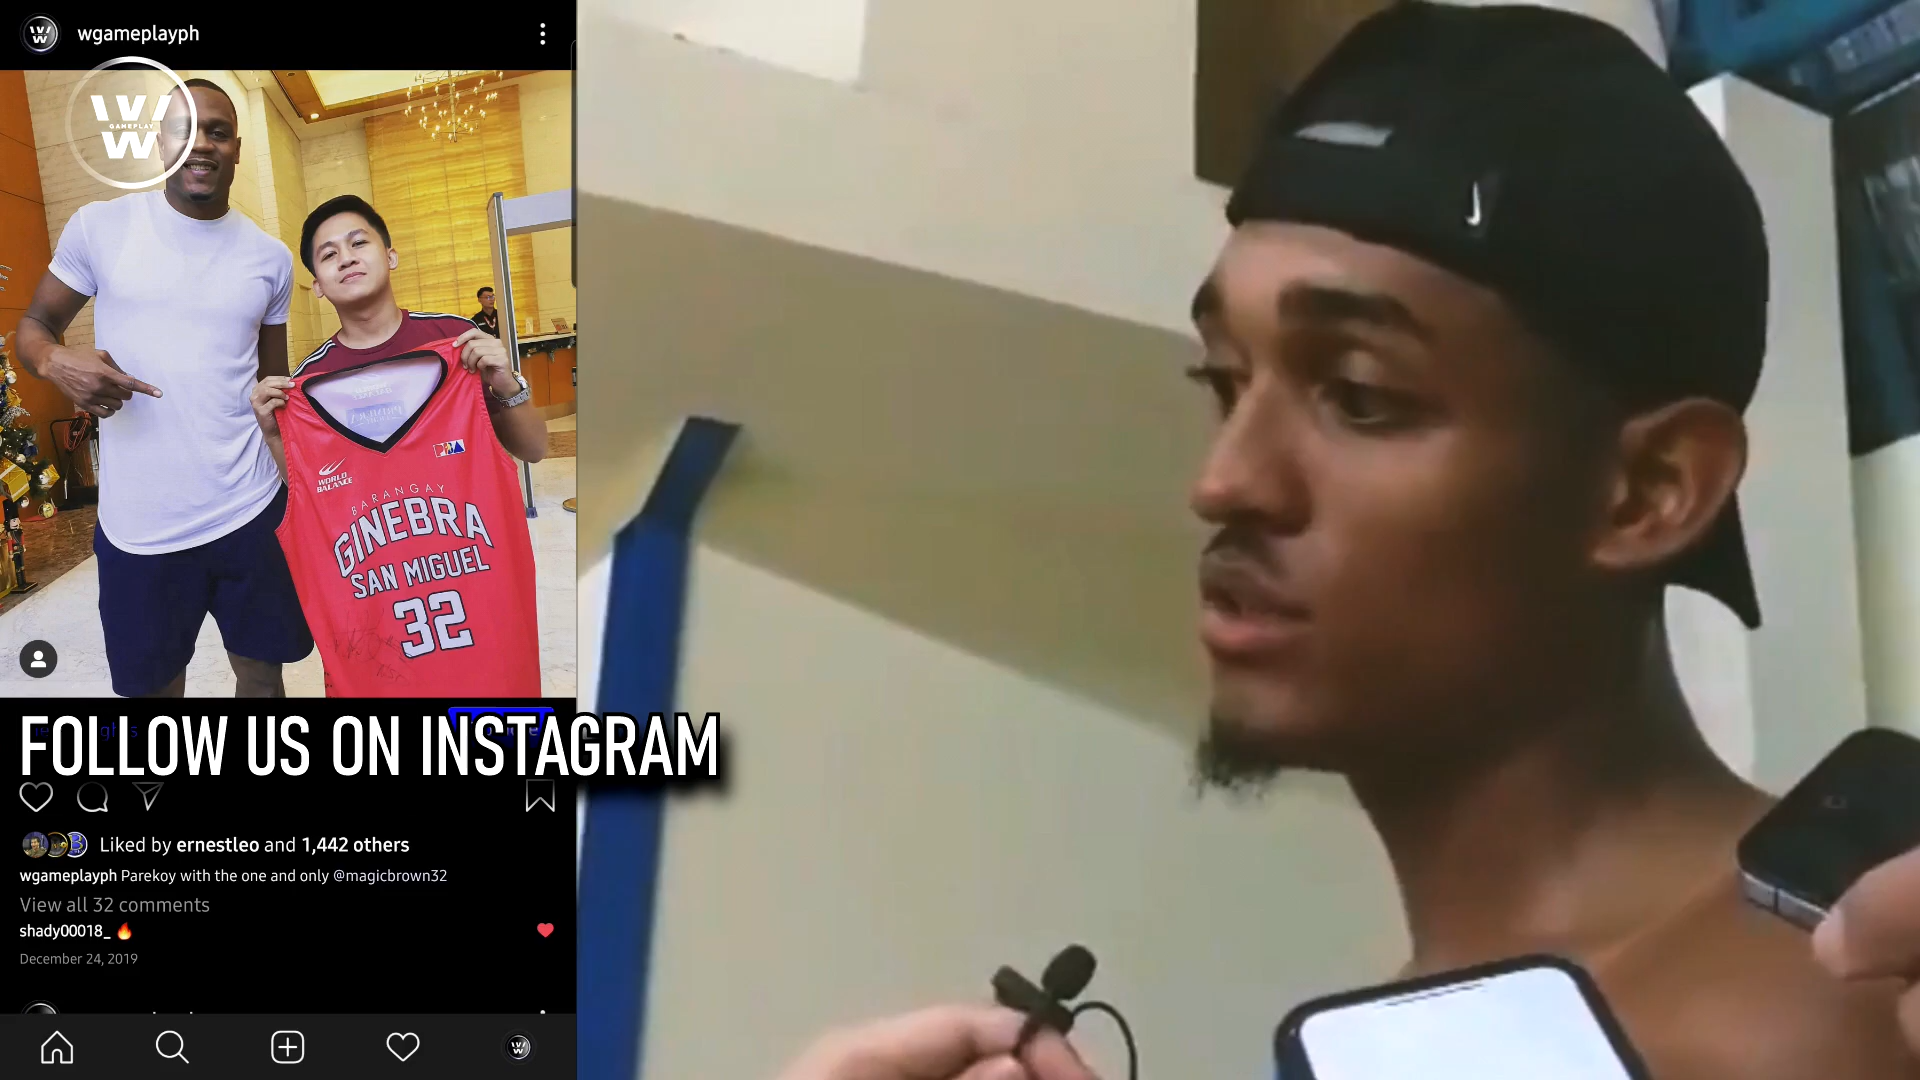 wgameplayph
GAMEPLAY
WORLD
BALANCE
BARANGAY
GINEBRA
SAN MIGUEL
32
FOLLOW US ON INSTAGRAM
Liked by ernestleo and 1,442 others
wgameplayph Parekoy with the one and only @magicbrown32
View all 32 comments
shady00018_ 🔥
December 24, 2019